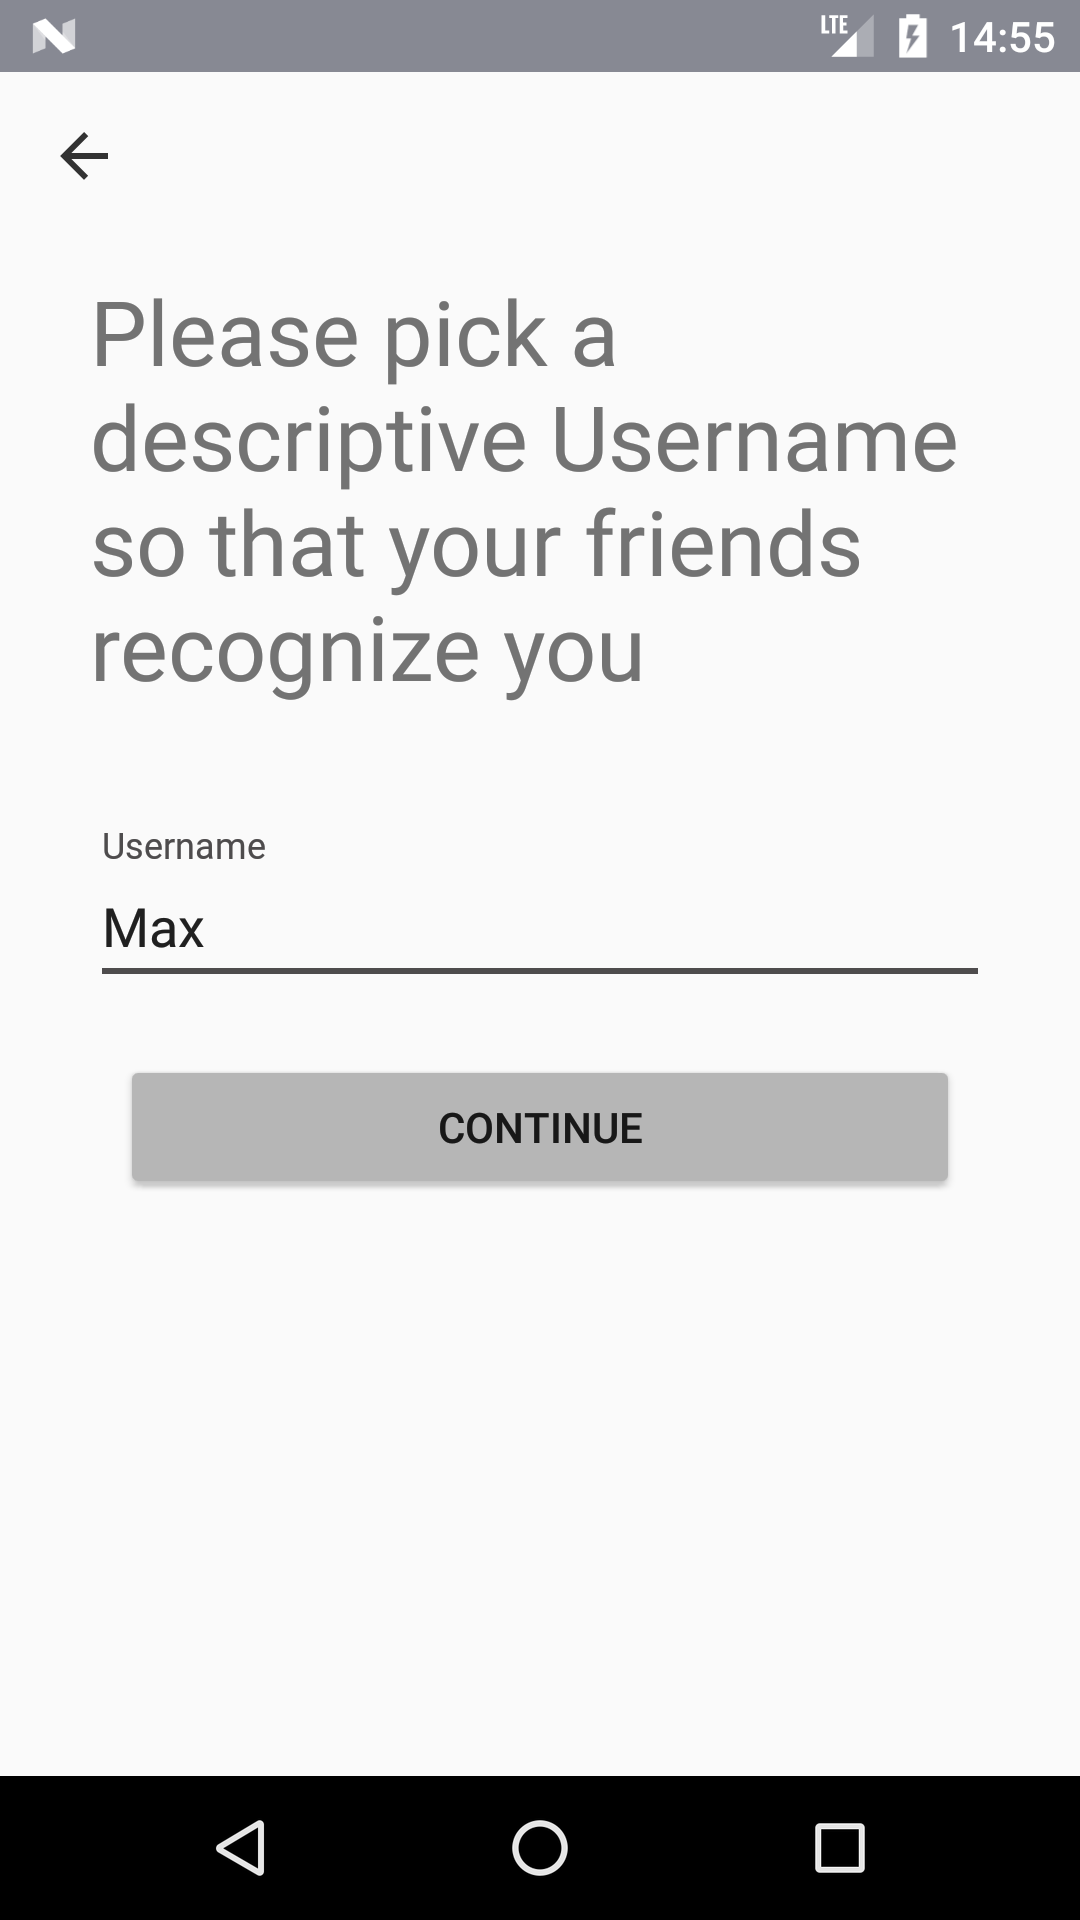 LTE 14:55
Please pick a
descriptive Username
so that your friends
recognize you
Username
Max
CONTINUE